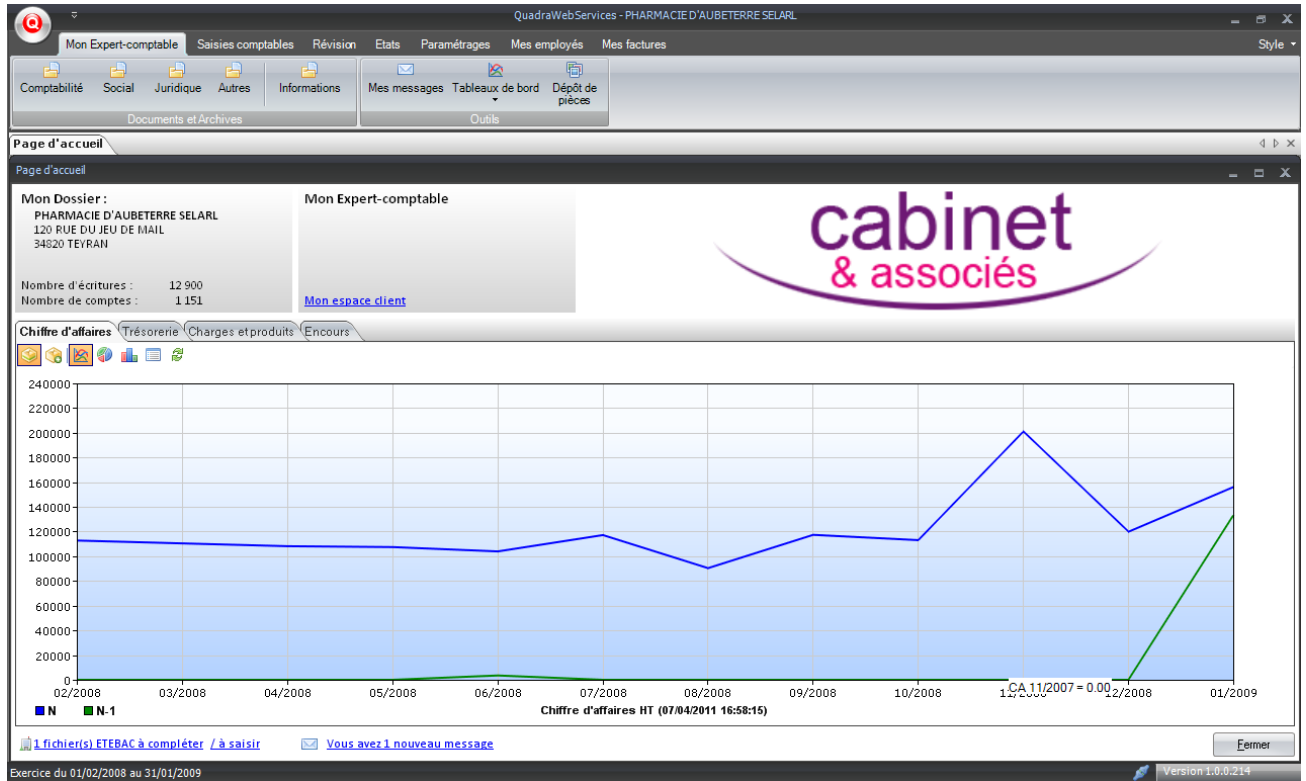 QuadraWebServices - PHARMACIE D'AUBETERRE SELARL
Q
Mon Expert-comptable Saisies comptables Révision Etats Paramétrages Mes employés Mes factures Style
Comptabilité Social Juridique Autres Informations Mes messages Tableaux de bord Dépôt de pièces
Documents et Archives Outils
Page d'accueil
Page d'accueil
Mon Dossier :
PHARMACIE D'AUBETERRE SELARL
120 RUE DU JEU DE MAIL
34820 TEYRAN
Nombre d'écritures : 12 900
Nombre de comptes : 1 151
Mon Expert-comptable
Mon espace client
cabinet
& associés
Chiffre d'affaires Trésorerie Charges et produits Encours
240000
220000
200000
180000
160000
140000
120000
100000
80000
60000
40000
20000
0
CA 11/2007 = 0.00
02/2008 03/2008 04/2008 05/2008 06/2008 07/2008 08/2008 09/2008 10/2008 12/2008 01/2009
N N-1
Chiffre d'affaires HT (07/04/2011 16:58:15)
1 fichier(s) ETEBAC à compléter / à saisir Vous avez 1 nouveau message Fermer
Exercice du 01/02/2008 au 31/01/2009 Version 1.0.0.214